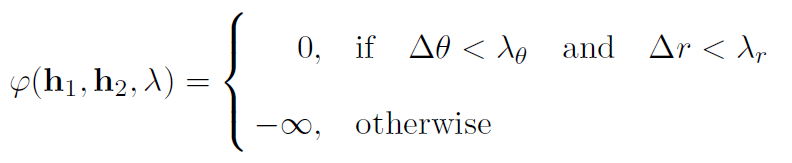 0, if Δθ < λ_θ and Δr < λ_r
φ(h₁, h₂, λ) = {
−∞, otherwise